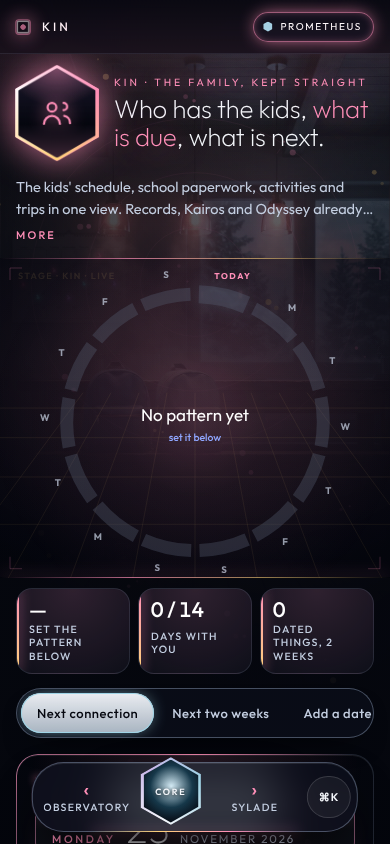 KIN
PROMETHEUS
KIN · THE FAMILY, KEPT STRAIGHT
Who has the kids, what
is due, what is next.
The kids' schedule, school paperwork, activities and
trips in one view. Records, Kairos and Odyssey already…
MORE
STAGE · KIN · LIVE
S
TODAY
F
M
T
T
W
W
T
T
M
F
S
S
No pattern yet
set it below
—
SET THE
PATTERN
BELOW
0 / 14
DAYS WITH
YOU
0
DATED
THINGS, 2
WEEKS
Next connection
Next two weeks
Add a date
‹
OBSERVATORY
CORE
›
SYLADE
⌘K
MONDAY 23 NOVEMBER 2026